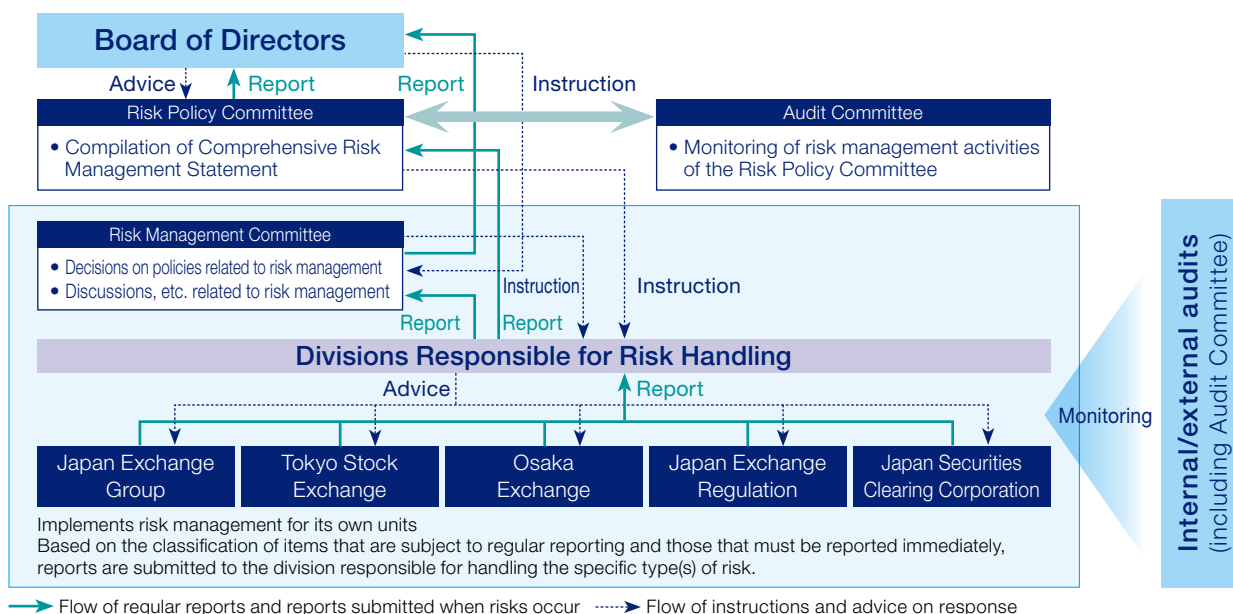 Board of Directors
Advice
Report
Report
Instruction
Risk Policy Committee
• Compilation of Comprehensive Risk
Management Statement
Audit Committee
• Monitoring of risk management activities
of the Risk Policy Committee
Risk Management Committee
• Decisions on policies related to risk management
• Discussions, etc. related to risk management
Instruction
Instruction
Report
Report
Divisions Responsible for Risk Handling
Advice
Report
Japan Exchange
Group
Tokyo Stock
Exchange
Osaka
Exchange
Japan Exchange
Regulation
Japan Securities
Clearing Corporation
Implements risk management for its own units
Based on the classification of items that are subject to regular reporting and those that must be reported immediately,
reports are submitted to the division responsible for handling the specific type(s) of risk.
Monitoring
Internal/external audits
(including Audit Committee)
Flow of regular reports and reports submitted when risks occur
Flow of instructions and advice on response